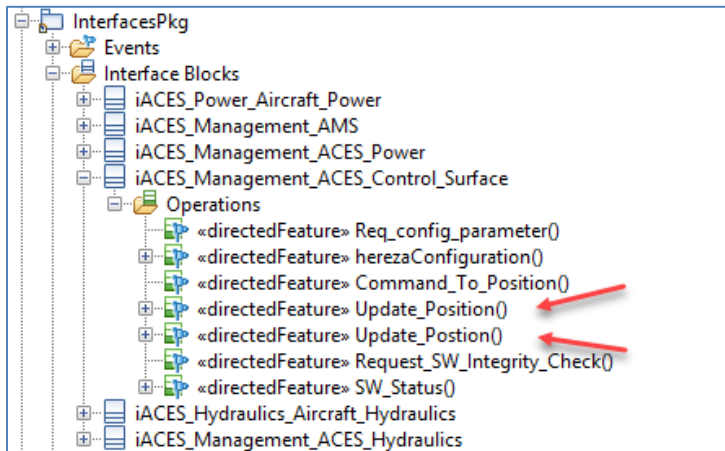 InterfacesPkg
Events
Interface Blocks
iACES_Power_Aircraft_Power
iACES_Management_AMS
iACES_Management_ACES_Power
iACES_Management_ACES_Control_Surface
Operations
«directedFeature» Req_config_parameter()
«directedFeature» herezaConfiguration()
«directedFeature» Command_To_Position()
«directedFeature» Update_Position()
«directedFeature» Update_Postion()
«directedFeature» Request_SW_Integrity_Check()
«directedFeature» SW_Status()
iACES_Hydraulics_Aircraft_Hydraulics
iACES_Management_ACES_Hydraulics